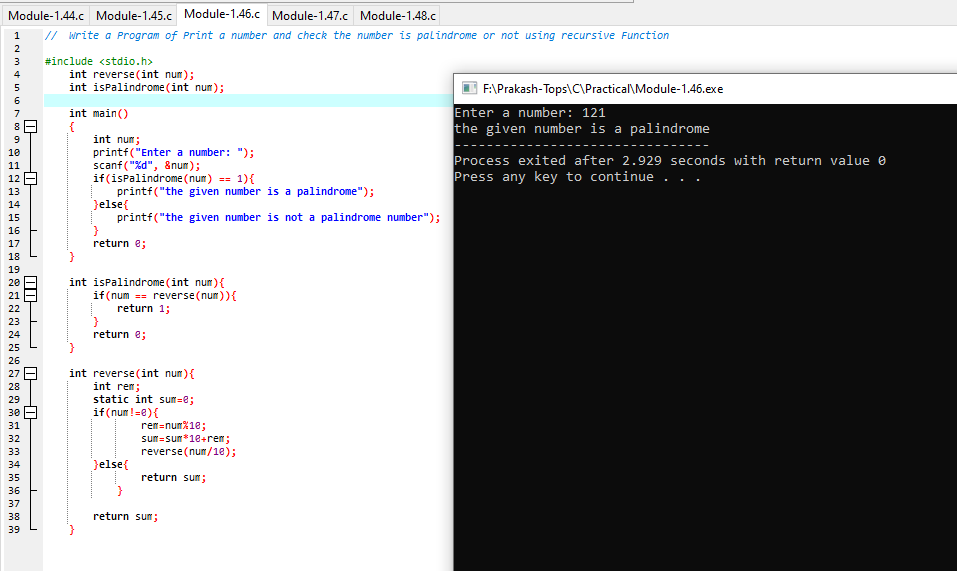 Module-1.44.c Module-1.45.c Module-1.46.c Module-1.47.c Module-1.48.c
1 // Write a Program of Print a number and check the number is palindrome or not using recursive Function
2
3 #include <stdio.h>
4 int reverse(int num);
5 int isPalindrome(int num);
6
7 int main()
8 {
9 int num;
10 printf("Enter a number: ");
11 scanf("%d", &num);
12 if(isPalindrome(num) == 1){
13 printf("the given number is a palindrome");
14 }else{
15 printf("the given number is not a palindrome number");
16 }
17 return 0;
18 }
19
20 int isPalindrome(int num){
21 if(num == reverse(num)){
22 return 1;
23 }
24 return 0;
25 }
26
27 int reverse(int num){
28 int rem;
29 static int sum=0;
30 if(num!=0){
31 rem=num%10;
32 sum=sum*10+rem;
33 reverse(num/10);
34 }else{
35 return sum;
36 }
37
38 return sum;
39 }
F:\Prakash-Tops\C\Practical\Module-1.46.exe
Enter a number: 121
the given number is a palindrome
--------------------------------
Process exited after 2.929 seconds with return value 0
Press any key to continue . . .